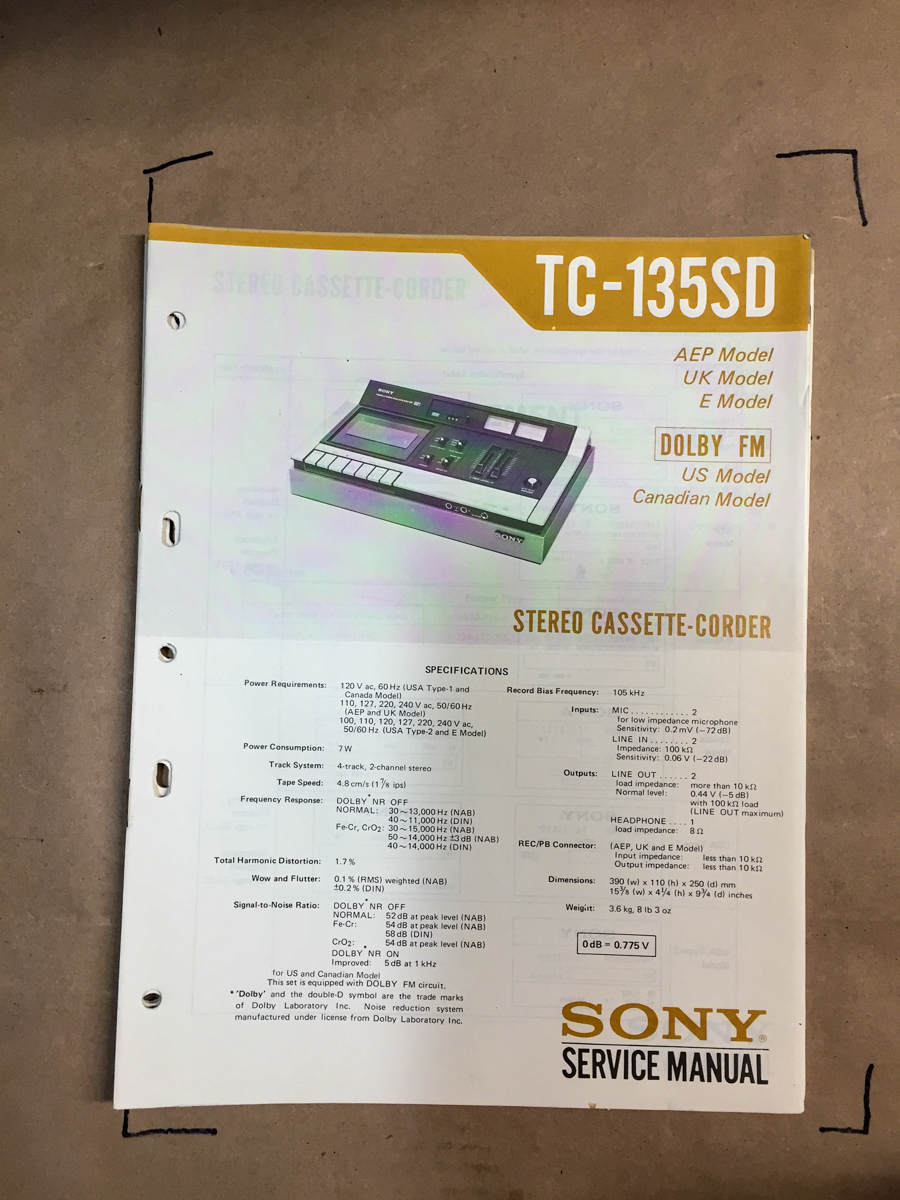 TC-135SD
AEP Model
UK Model
E Model
DOLBY FM
US Model
Canadian Model
SONY
SONY
STEREO CASSETTE-CORDER
SPECIFICATIONS
Power Requirements: 120 V ac, 60 Hz (USA Type-1 and
Canada Model)
110, 127, 220, 240 V ac, 50/60 Hz
(AEP and UK Model)
100, 110, 120, 127, 220, 240 V ac,
50/60 Hz (USA Type-2 and E Model)
Power Consumption: 7 W
Track System: 4-track, 2-channel stereo
Tape Speed: 4.8 cm/s (1 7/8 ips)
Frequency Response: DOLBY* NR OFF
NORMAL: 30～13,000 Hz (NAB)
40～11,000 Hz (DIN)
Fe-Cr, CrO2: 30～15,000 Hz (NAB)
50～14,000 Hz ±3 dB (NAB)
40～14,000 Hz (DIN)
Total Harmonic Distortion: 1.7 %
Wow and Flutter: 0.1 % (RMS) weighted (NAB)
±0.2 % (DIN)
Signal-to-Noise Ratio: DOLBY* NR OFF
NORMAL: 52 dB at peak level (NAB)
Fe-Cr: 54 dB at peak level (NAB)
58 dB (DIN)
CrO2: 54 dB at peak level (NAB)
DOLBY* NR ON
Improved: 5 dB at 1 kHz
for US and Canadian Model
This set is equipped with DOLBY FM circuit.
* 'Dolby' and the double-D symbol are the trade marks
of Dolby Laboratory Inc. Noise reduction system
manufactured under license from Dolby Laboratory Inc.
Record Bias Frequency: 105 kHz
Inputs: MIC . . . . . . . . . . . . 2
for low impedance microphone
Sensitivity: 0.2 mV (−72 dB)
LINE IN . . . . . . . . 2
Impedance: 100 kΩ
Sensitivity: 0.06 V (−22 dB)
Outputs: LINE OUT . . . . . . 2
load impedance: more than 10 kΩ
Normal level: 0.44 V (−5 dB)
with 100 kΩ load
(LINE OUT maximum)
HEADPHONE . . . . 1
load impedance: 8 Ω
REC/PB Connector: (AEP, UK and E Model)
Input impedance: less than 10 kΩ
Output impedance: less than 10 kΩ
Dimensions: 390 (w) x 110 (h) x 250 (d) mm
15 3/8 (w) x 4 1/4 (h) x 9 3/4 (d) inches
Weight: 3.6 kg, 8 lb 3 oz
0 dB = 0.775 V
SONY®
SERVICE MANUAL